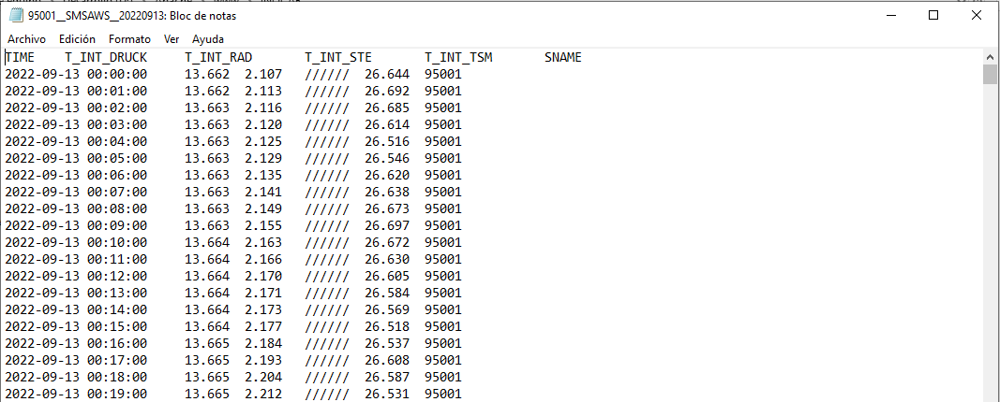 95001__SMSAWS__20220913: Bloc de notas
Archivo Edición Formato Ver Ayuda
TIME T_INT_DRUCK T_INT_RAD T_INT_STE T_INT_TSM SNAME
2022-09-13 00:00:00 13.662 2.107 ////// 26.644 95001
2022-09-13 00:01:00 13.662 2.113 ////// 26.692 95001
2022-09-13 00:02:00 13.663 2.116 ////// 26.685 95001
2022-09-13 00:03:00 13.663 2.120 ////// 26.614 95001
2022-09-13 00:04:00 13.663 2.125 ////// 26.516 95001
2022-09-13 00:05:00 13.663 2.129 ////// 26.546 95001
2022-09-13 00:06:00 13.663 2.135 ////// 26.620 95001
2022-09-13 00:07:00 13.663 2.141 ////// 26.638 95001
2022-09-13 00:08:00 13.663 2.149 ////// 26.673 95001
2022-09-13 00:09:00 13.663 2.155 ////// 26.697 95001
2022-09-13 00:10:00 13.664 2.163 ////// 26.672 95001
2022-09-13 00:11:00 13.664 2.166 ////// 26.630 95001
2022-09-13 00:12:00 13.664 2.170 ////// 26.605 95001
2022-09-13 00:13:00 13.664 2.171 ////// 26.584 95001
2022-09-13 00:14:00 13.664 2.173 ////// 26.569 95001
2022-09-13 00:15:00 13.664 2.177 ////// 26.518 95001
2022-09-13 00:16:00 13.665 2.184 ////// 26.537 95001
2022-09-13 00:17:00 13.665 2.193 ////// 26.608 95001
2022-09-13 00:18:00 13.665 2.204 ////// 26.587 95001
2022-09-13 00:19:00 13.665 2.212 ////// 26.531 95001